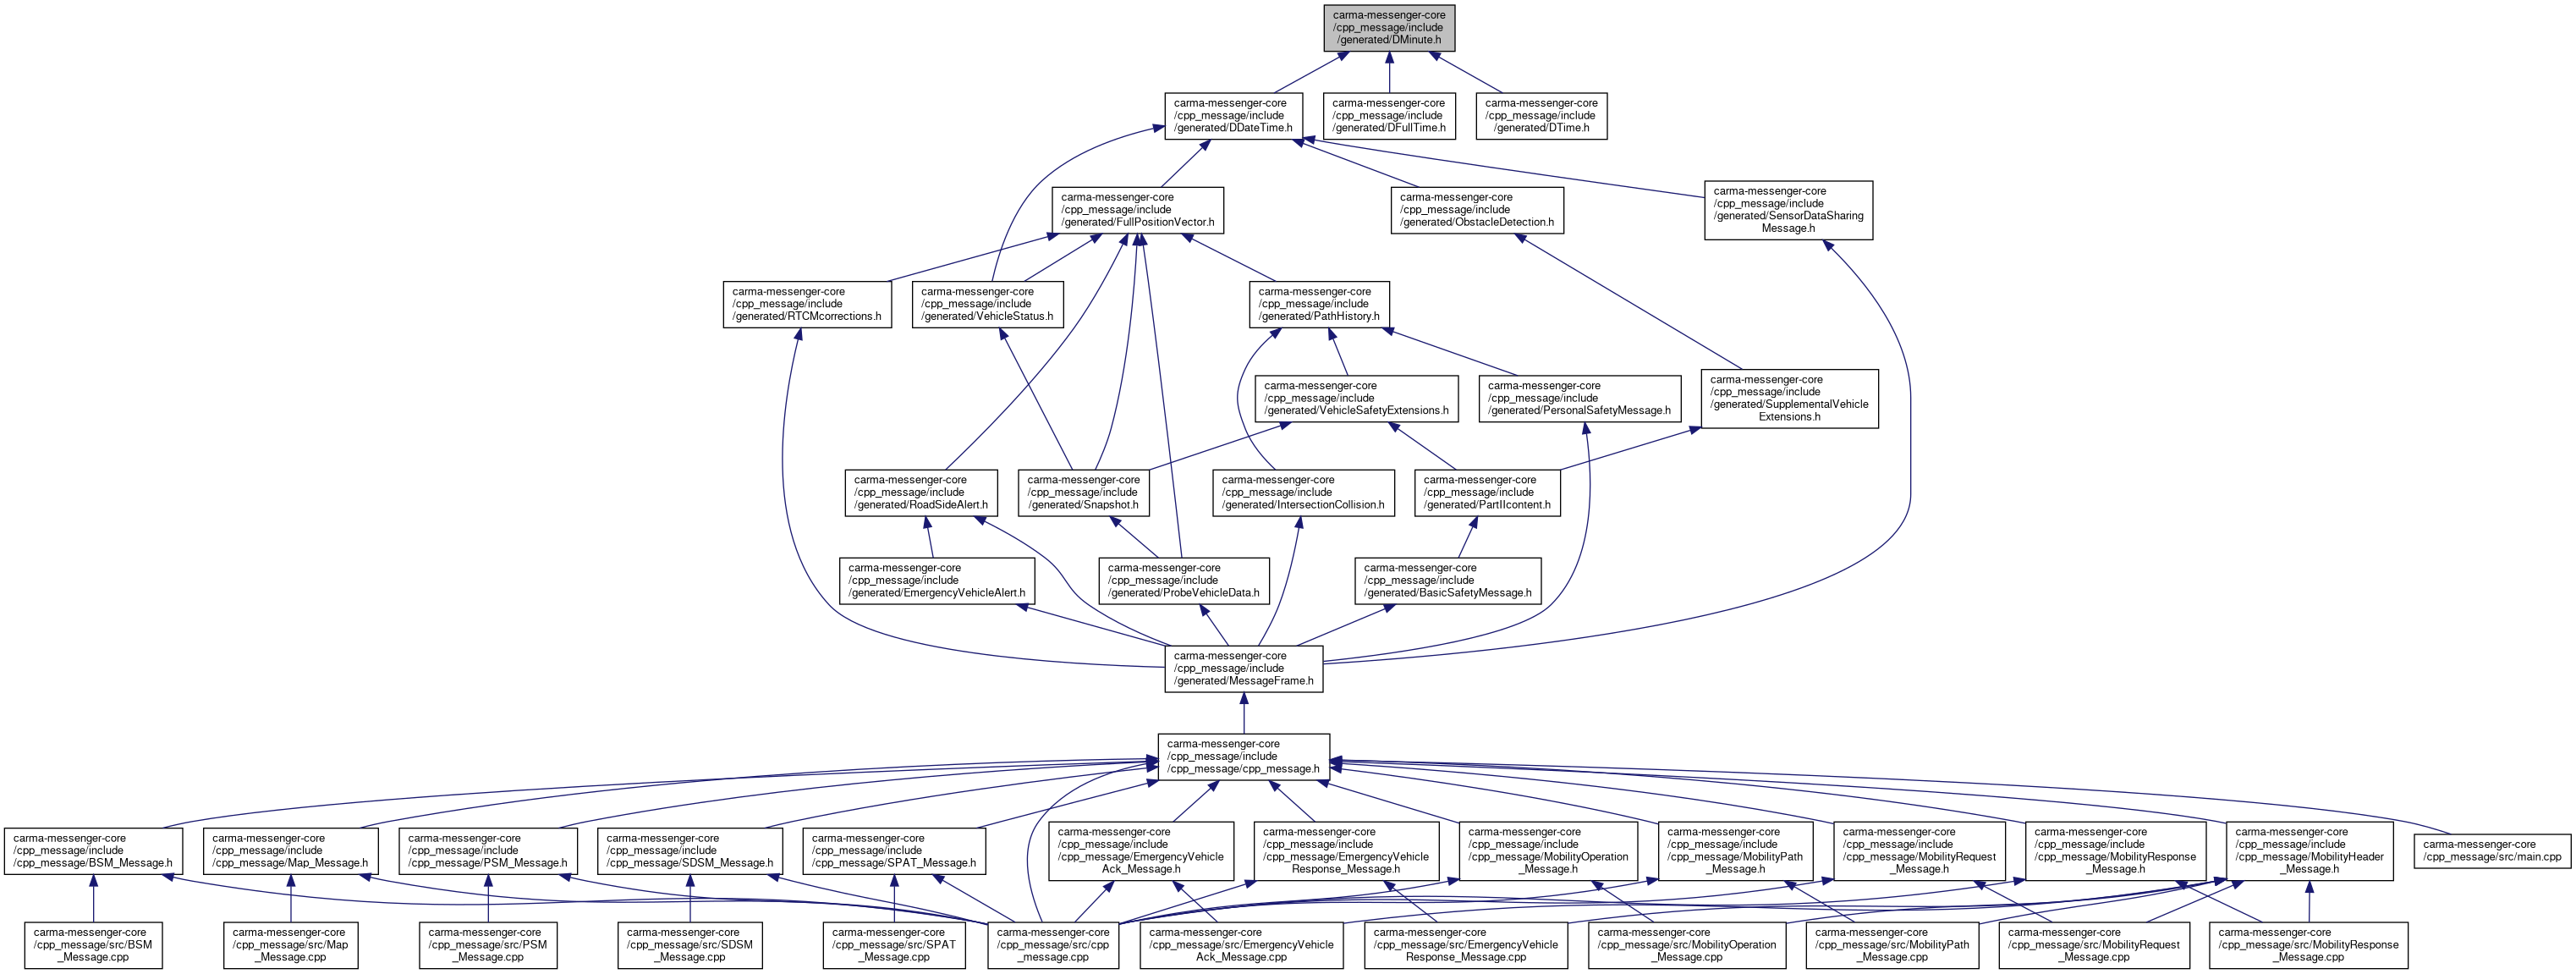 carma-messenger-core
/cpp_message/include
/generated/DMinute.h
carma-messenger-core
/cpp_message/include
/generated/DDateTime.h
carma-messenger-core
/cpp_message/include
/generated/DFullTime.h
carma-messenger-core
/cpp_message/include
/generated/DTime.h
carma-messenger-core
/cpp_message/include
/generated/FullPositionVector.h
carma-messenger-core
/cpp_message/include
/generated/ObstacleDetection.h
carma-messenger-core
/cpp_message/include
/generated/SensorDataSharing
Message.h
carma-messenger-core
/cpp_message/include
/generated/RTCMcorrections.h
carma-messenger-core
/cpp_message/include
/generated/VehicleStatus.h
carma-messenger-core
/cpp_message/include
/generated/PathHistory.h
carma-messenger-core
/cpp_message/include
/generated/VehicleSafetyExtensions.h
carma-messenger-core
/cpp_message/include
/generated/PersonalSafetyMessage.h
carma-messenger-core
/cpp_message/include
/generated/SupplementalVehicle
Extensions.h
carma-messenger-core
/cpp_message/include
/generated/RoadSideAlert.h
carma-messenger-core
/cpp_message/include
/generated/Snapshot.h
carma-messenger-core
/cpp_message/include
/generated/IntersectionCollision.h
carma-messenger-core
/cpp_message/include
/generated/PartIIcontent.h
carma-messenger-core
/cpp_message/include
/generated/EmergencyVehicleAlert.h
carma-messenger-core
/cpp_message/include
/generated/ProbeVehicleData.h
carma-messenger-core
/cpp_message/include
/generated/BasicSafetyMessage.h
carma-messenger-core
/cpp_message/include
/generated/MessageFrame.h
carma-messenger-core
/cpp_message/include
/cpp_message/cpp_message.h
carma-messenger-core
/cpp_message/include
/cpp_message/BSM_Message.h
carma-messenger-core
/cpp_message/include
/cpp_message/Map_Message.h
carma-messenger-core
/cpp_message/include
/cpp_message/PSM_Message.h
carma-messenger-core
/cpp_message/include
/cpp_message/SDSM_Message.h
carma-messenger-core
/cpp_message/include
/cpp_message/SPAT_Message.h
carma-messenger-core
/cpp_message/include
/cpp_message/EmergencyVehicle
Ack_Message.h
carma-messenger-core
/cpp_message/include
/cpp_message/EmergencyVehicle
Response_Message.h
carma-messenger-core
/cpp_message/include
/cpp_message/MobilityOperation
_Message.h
carma-messenger-core
/cpp_message/include
/cpp_message/MobilityPath
_Message.h
carma-messenger-core
/cpp_message/include
/cpp_message/MobilityRequest
_Message.h
carma-messenger-core
/cpp_message/include
/cpp_message/MobilityResponse
_Message.h
carma-messenger-core
/cpp_message/include
/cpp_message/MobilityHeader
_Message.h
carma-messenger-core
/cpp_message/src/main.cpp
carma-messenger-core
/cpp_message/src/BSM
_Message.cpp
carma-messenger-core
/cpp_message/src/Map
_Message.cpp
carma-messenger-core
/cpp_message/src/PSM
_Message.cpp
carma-messenger-core
/cpp_message/src/SDSM
_Message.cpp
carma-messenger-core
/cpp_message/src/SPAT
_Message.cpp
carma-messenger-core
/cpp_message/src/cpp
_message.cpp
carma-messenger-core
/cpp_message/src/EmergencyVehicle
Ack_Message.cpp
carma-messenger-core
/cpp_message/src/EmergencyVehicle
Response_Message.cpp
carma-messenger-core
/cpp_message/src/MobilityOperation
_Message.cpp
carma-messenger-core
/cpp_message/src/MobilityPath
_Message.cpp
carma-messenger-core
/cpp_message/src/MobilityRequest
_Message.cpp
carma-messenger-core
/cpp_message/src/MobilityResponse
_Message.cpp